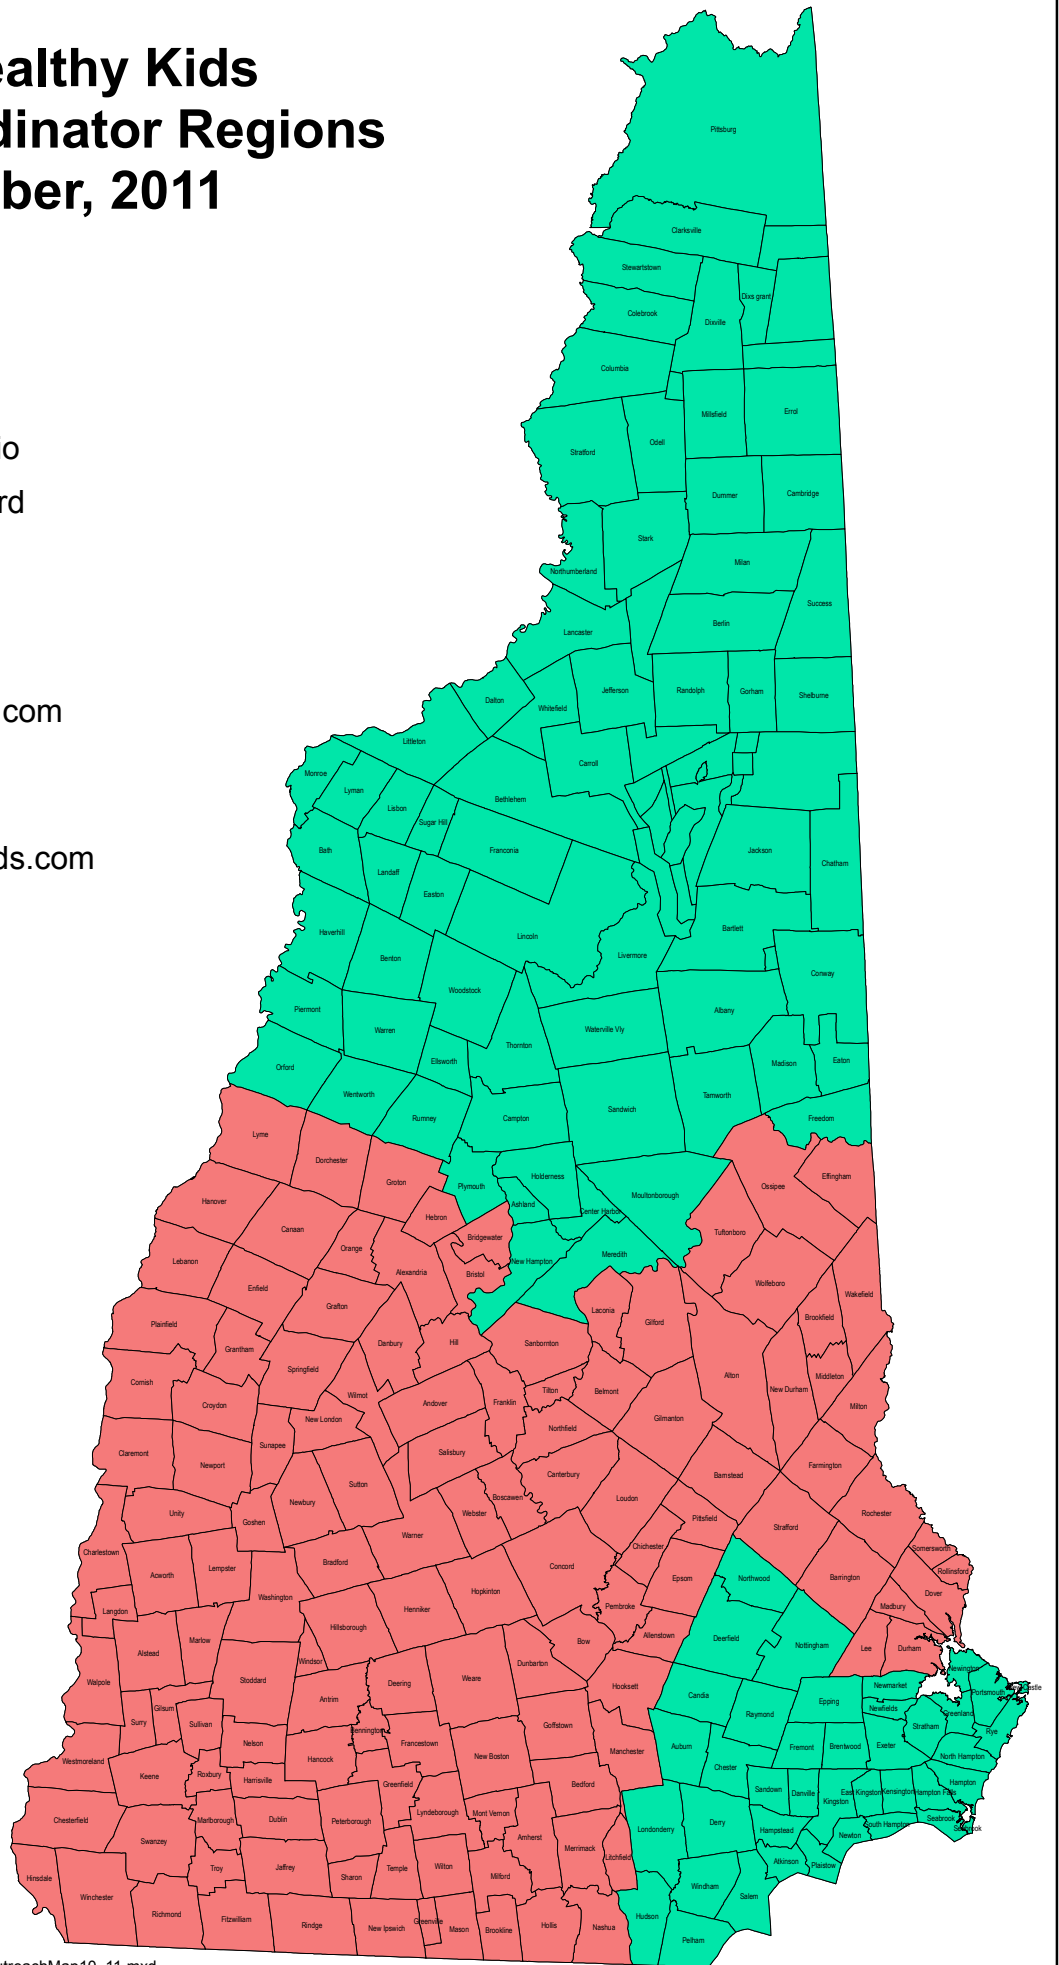 ealthy Kids
dinator Regions
ber, 2011
io
rd
com
ds.com
Pittsburg
Clarksville
Stewartstown
Dixs grant
Colebrook
Dixville
Columbia
Millsfield
Errol
Odell
Stratford
Dummer
Cambridge
Stark
Milan
Northumberland
Success
Berlin
Lancaster
Jefferson
Randolph
Gorham
Shelburne
Dalton
Whitefield
Littleton
Carroll
Monroe
Lyman
Bethlehem
Lisbon
Sugar Hill
Bath
Franconia
Jackson
Chatham
Landaff
Easton
Haverhill
Lincoln
Bartlett
Benton
Livermore
Conway
Woodstock
Piermont
Albany
Warren
Waterville Vly
Thornton
Ellsworth
Madison
Eaton
Orford
Wentworth
Tamworth
Sandwich
Rumney
Campton
Freedom
Lyme
Dorchester
Groton
Plymouth
Holderness
Effingham
Ossipee
Moultonborough
Hanover
Ashland
Center Harbor
Hebron
Canaan
Tuftonboro
Bridgewater
Orange
Meredith
Lebanon
New Hampton
Alexandria
Bristol
Enfield
Wolfeboro
Wakefield
Grafton
Laconia
Plainfield
Gilford
Brookfield
Danbury
Hill
Sanbornton
Grantham
Springfield
Alton
Middleton
Cornish
New Durham
Tilton
Belmont
Wilmot
Andover
Franklin
Croydon
Milton
New London
Gilmanton
Northfield
Sunapee
Claremont
Salisbury
Newport
Farmington
Canterbury
Barnstead
Sutton
Boscawen
Loudon
Newbury
Unity
Webster
Rochester
Goshen
Pittsfield
Strafford
Warner
Chichester
Somersworth
Charlestown
Bradford
Concord
Lempster
Rollinsford
Acworth
Epsom
Northwood
Barrington
Hopkinton
Dover
Washington
Pembroke
Madbury
Henniker
Langdon
Hillsborough
Allenstown
Deerfield
Marlow
Bow
Nottingham
Lee
Durham
Alstead
Windsor
Dunbarton
Newington
Stoddard
Weare
Walpole
Deering
Hooksett
Newmarket
Portsmouth
Candia
Antrim
Epping
Gilsum
Newfields
Raymond
Greenland
Surry
Sullivan
Goffstown
Stratham
Bennington
Rye
Nelson
Francestown
Auburn
Fremont
Brentwood
Exeter
Manchester
New Boston
North Hampton
Hancock
Westmoreland
Chester
Keene
Roxbury
Harrisville
Greenfield
Bedford
Hampton
Sandown
Danville
East Kingston
Kensington
Hampton Falls
Kingston
Lyndeborough
Mont Vernon
Chesterfield
Marlborough
Dublin
Peterborough
Derry
Seabrook
South Hampton
Londonderry
Hampstead
Seabrook
Newton
Swanzey
Amherst
Merrimack
Litchfield
Atkinson
Plaistow
Troy
Jaffrey
Temple
Wilton
Sharon
Milford
Hinsdale
Windham
Winchester
Salem
Richmond
Fitzwilliam
Rindge
New Ipswich
Greenville
Mason
Brookline
Hollis
Nashua
Hudson
Pelham